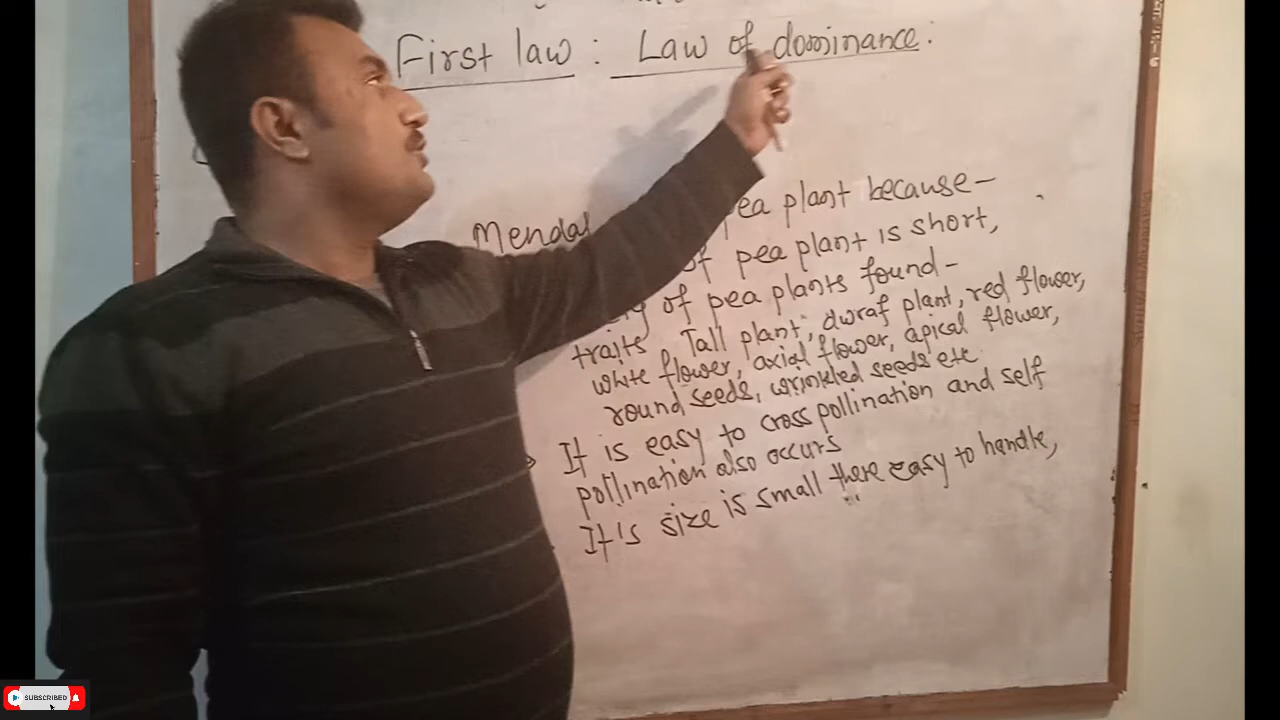 First law : Law of dominance :
Mendal pea plant because -
of pea plant is short,
of pea plants found -
traits Tall plant, dwraf plant, red flower,
white flower, axial flower, apical flower,
round seeds, wrinkled seeds etc
It is easy to cross pollination and self
pollination also occurs
It's size is small there easy to handle,
SUBSCRIBED